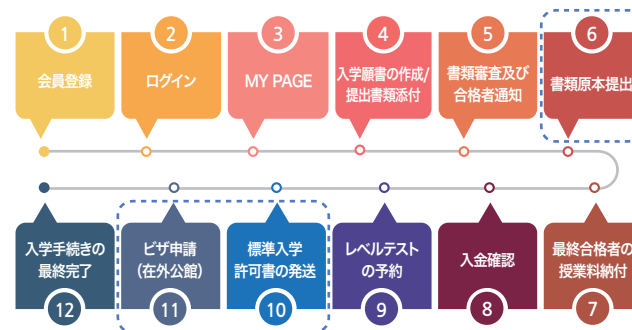 1
会員登録
2
ログイン
3
MY PAGE
4
入学願書の作成/
提出書類添付
5
書類審査及び
合格者通知
6
書類原本提出
最終合格者の
授業料納付
7
入金確認
8
レベルテスト
の予約
9
標準入学
許可書の発送
10
ビザ申請
(在外公館)
11
入学手続きの
最終完了
12